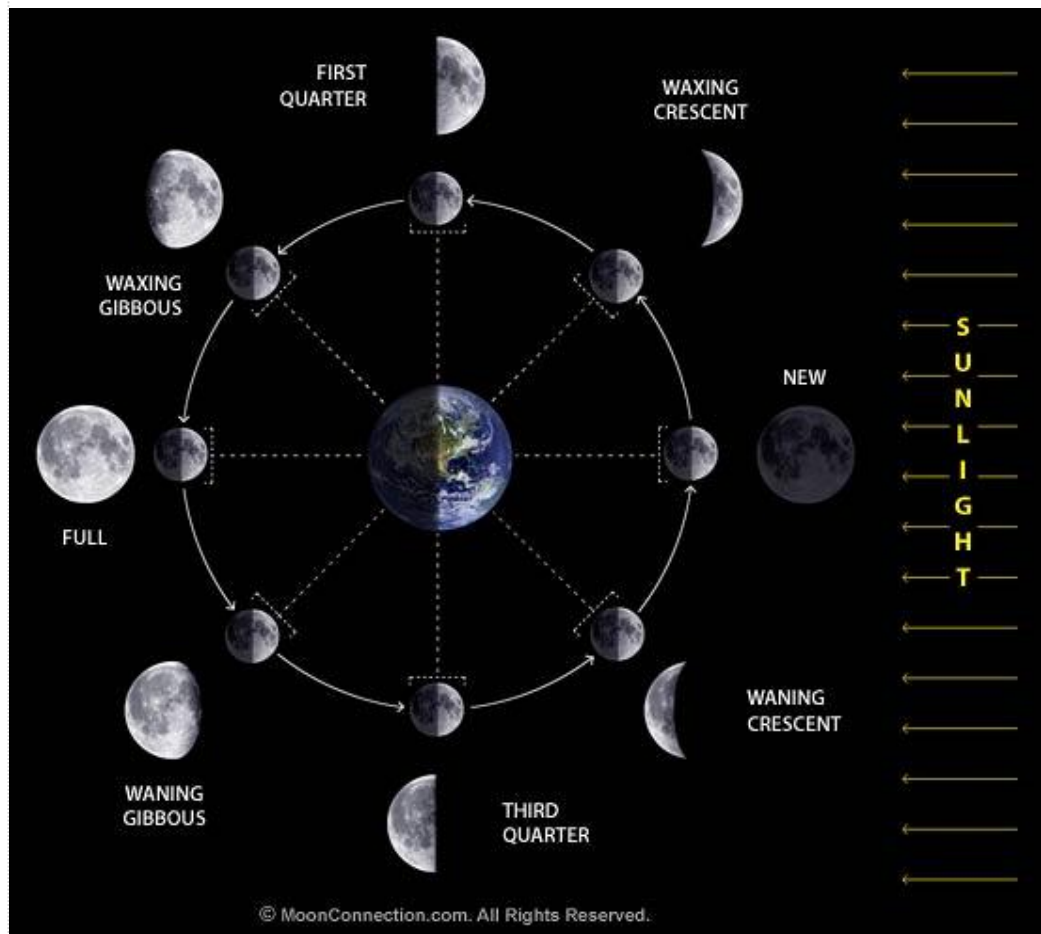 FIRST
QUARTER
WAXING
CRESCENT
WAXING
GIBBOUS
NEW
SUNLIGHT
FULL
WANING
CRESCENT
WANING
GIBBOUS
THIRD
QUARTER
© MoonConnection.com. All Rights Reserved.